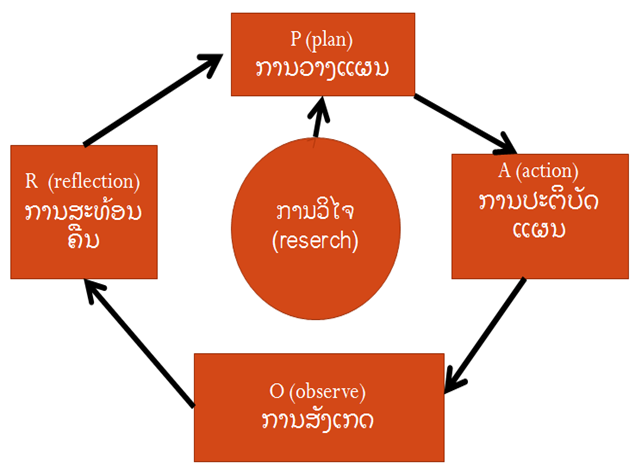 P (plan)
ການວາງແຜນ
A (action)
ການປະຕິບັດ
ແຜນ
O (observe)
ການສັງເກດ
R (reflection)
ການສະທ້ອນ
ຄືນ
ການວິໄຈ
(reserch)